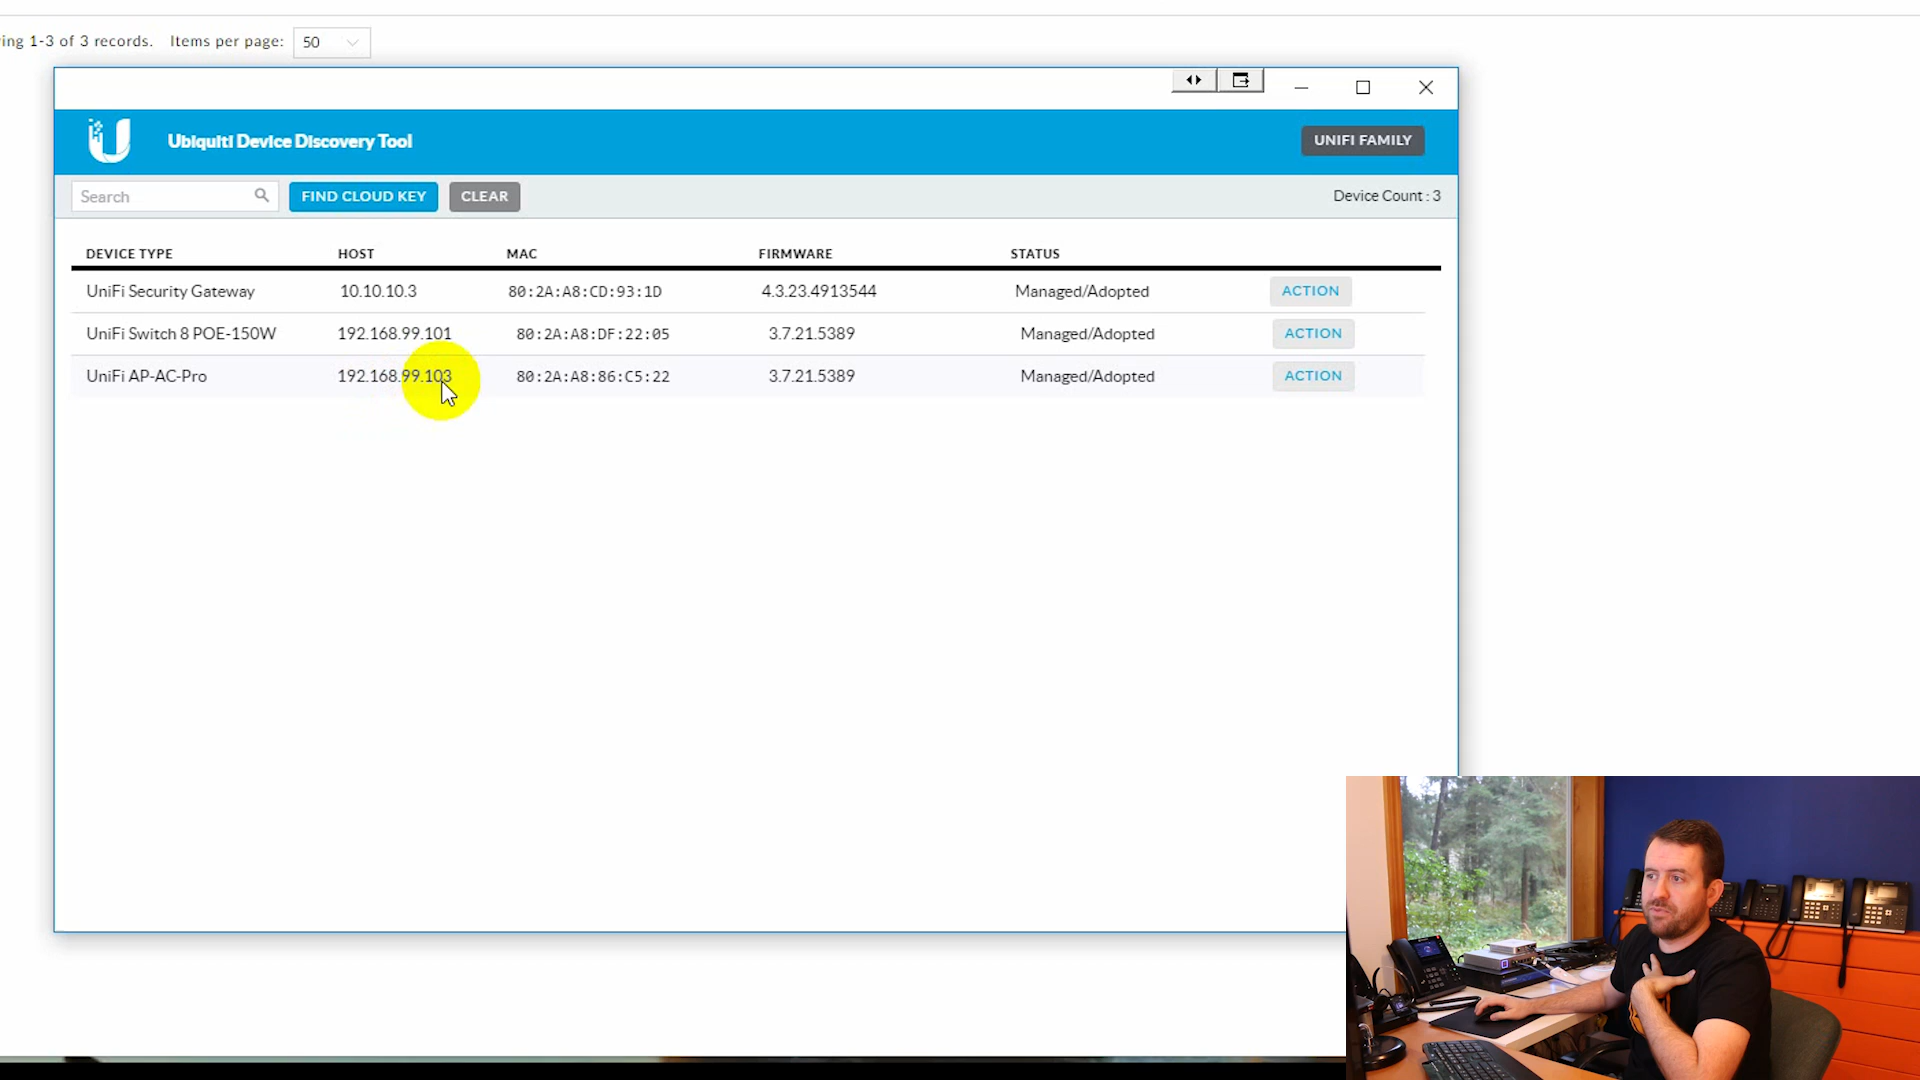 ing 1-3 of 3 records. Items per page: 50
Ubiquiti Device Discovery Tool UNIFI FAMILY
Search FIND CLOUD KEY CLEAR Device Count : 3
DEVICE TYPE HOST MAC FIRMWARE STATUS
UniFi Security Gateway 10.10.10.3 80:2A:A8:CD:93:1D 4.3.23.4913544 Managed/Adopted ACTION
UniFi Switch 8 POE-150W 192.168.99.101 80:2A:A8:DF:22:05 3.7.21.5389 Managed/Adopted ACTION
UniFi AP-AC-Pro 192.168.99.103 80:2A:A8:86:C5:22 3.7.21.5389 Managed/Adopted ACTION